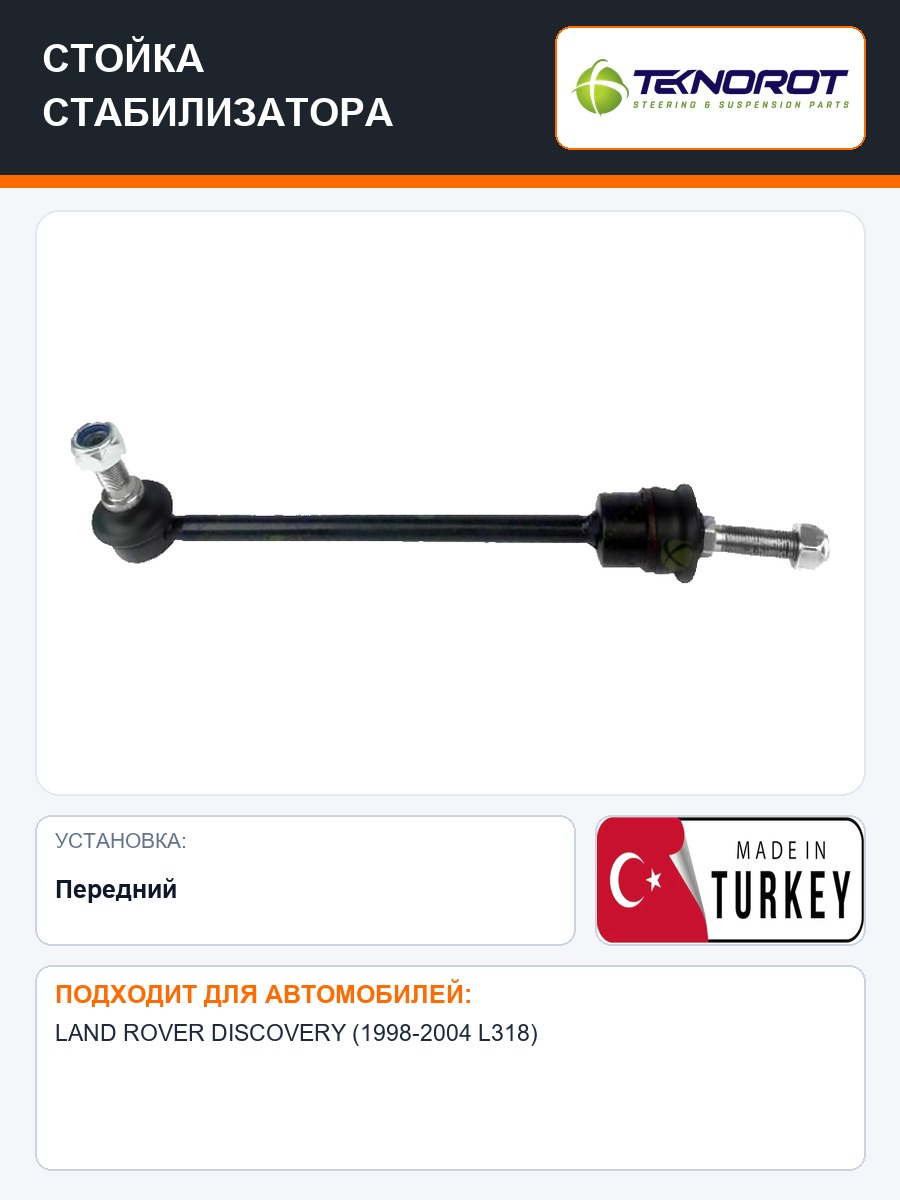 СТОЙКА
СТАБИЛИЗАТОРА
TEKNOROT
STEERING & SUSPENSION PARTS
УСТАНОВКА:
Передний
MADE IN
TURKEY
ПОДХОДИТ ДЛЯ АВТОМОБИЛЕЙ:
LAND ROVER DISCOVERY (1998-2004 L318)